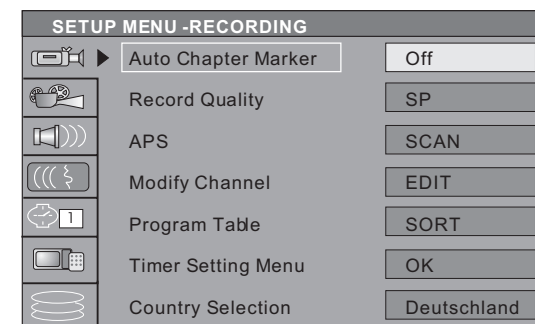 SETUP MENU -RECORDING
Auto Chapter Marker Off
Record Quality SP
APS SCAN
Modify Channel EDIT
1 Program Table SORT
Timer Setting Menu OK
Country Selection Deutschland